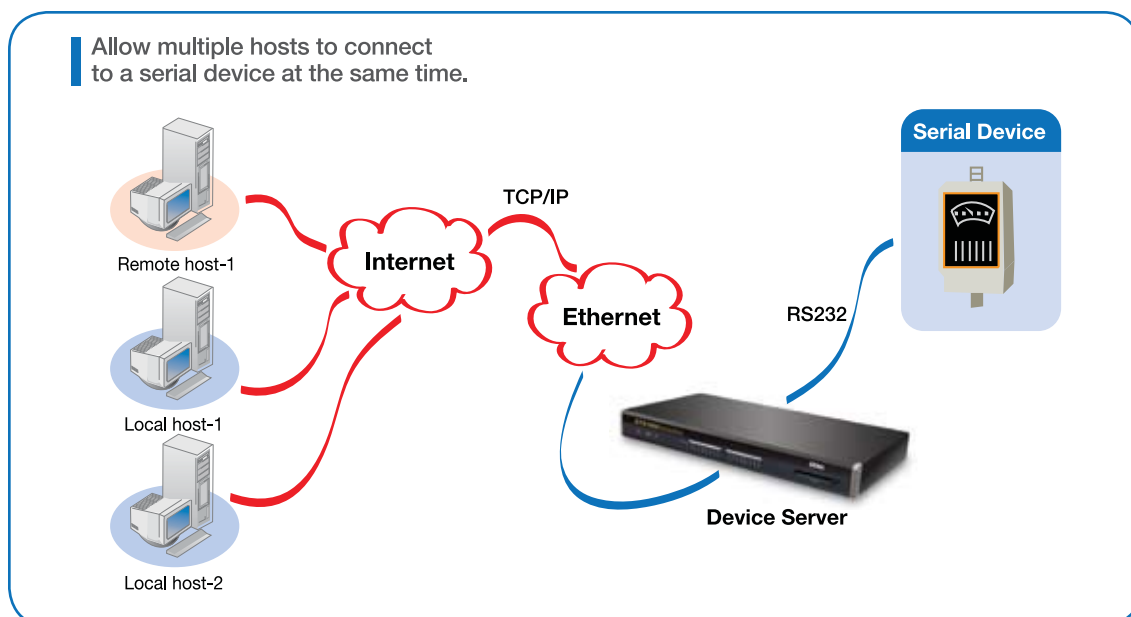 Allow multiple hosts to connect
to a serial device at the same time.
Serial Device
TCP/IP
Internet
Remote host-1
Ethernet
RS232
Local host-1
Device Server
Local host-2